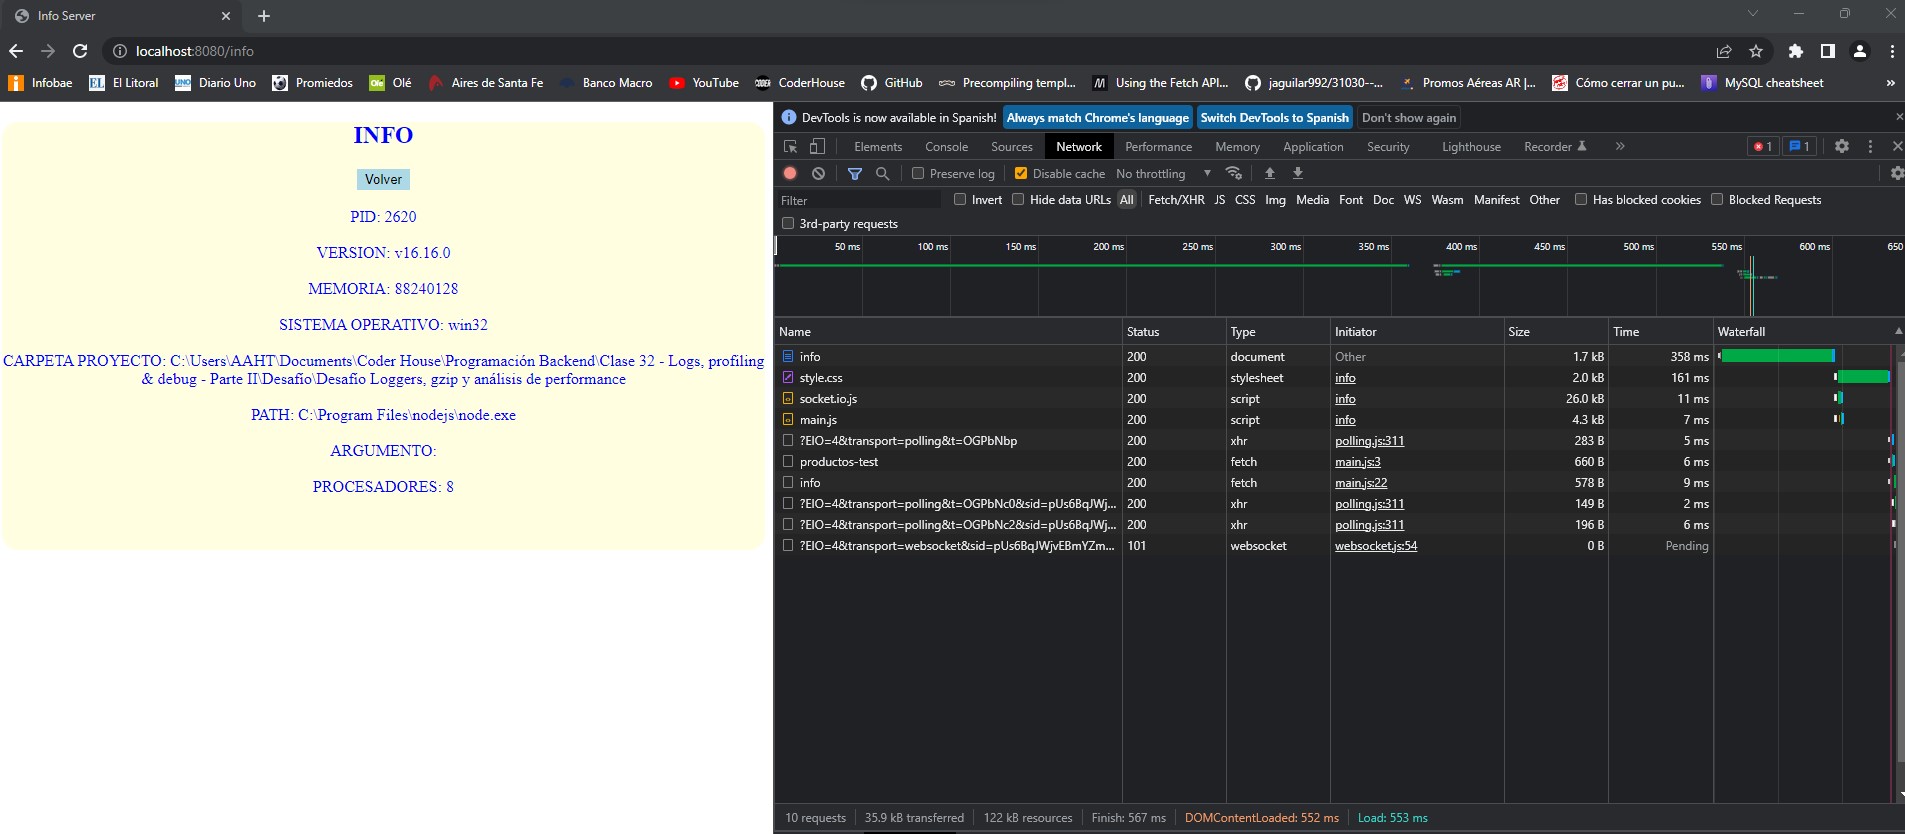 Info Server
localhost:8080/info
Infobae El Litoral Diario Uno Promiedos Olé Aires de Santa Fe Banco Macro YouTube CoderHouse GitHub Precompiling templ... Using the Fetch API... jaguilar992/31030--... Promos Aéreas AR |... Cómo cerrar un pu... MySQL cheatsheet »
INFO
Volver
PID: 2620
VERSION: v16.16.0
MEMORIA: 88240128
SISTEMA OPERATIVO: win32
CARPETA PROYECTO: C:\Users\AAHT\Documents\Coder House\Programación Backend\Clase 32 - Logs, profiling
& debug - Parte II\Desafío\Desafío Loggers, gzip y análisis de performance
PATH: C:\Program Files\nodejs\node.exe
ARGUMENTO:
PROCESADORES: 8
DevTools is now available in Spanish! Always match Chrome's language Switch DevTools to Spanish Don't show again
Elements Console Sources Network Performance Memory Application Security Lighthouse Recorder » 1 1
Preserve log Disable cache No throttling
Filter Invert Hide data URLs All Fetch/XHR JS CSS Img Media Font Doc WS Wasm Manifest Other Has blocked cookies Blocked Requests
3rd-party requests
50 ms 100 ms 150 ms 200 ms 250 ms 300 ms 350 ms 400 ms 450 ms 500 ms 550 ms 600 ms 650
Name Status Type Initiator Size Time Waterfall
info 200 document Other 1.7 kB 358 ms
style.css 200 stylesheet info 2.0 kB 161 ms
socket.io.js 200 script info 26.0 kB 11 ms
main.js 200 script info 4.3 kB 7 ms
?EIO=4&transport=polling&t=OGPbNbp 200 xhr polling.js:311 283 B 5 ms
productos-test 200 fetch main.js:3 660 B 6 ms
info 200 fetch main.js:22 578 B 9 ms
?EIO=4&transport=polling&t=OGPbNc0&sid=pUs6BqJWj... 200 xhr polling.js:311 149 B 2 ms
?EIO=4&transport=polling&t=OGPbNc2&sid=pUs6BqJWj... 200 xhr polling.js:311 196 B 6 ms
?EIO=4&transport=websocket&sid=pUs6BqJWjvEBmYZm... 101 websocket websocket.js:54 0 B Pending
10 requests 35.9 kB transferred 122 kB resources Finish: 567 ms DOMContentLoaded: 552 ms Load: 553 ms